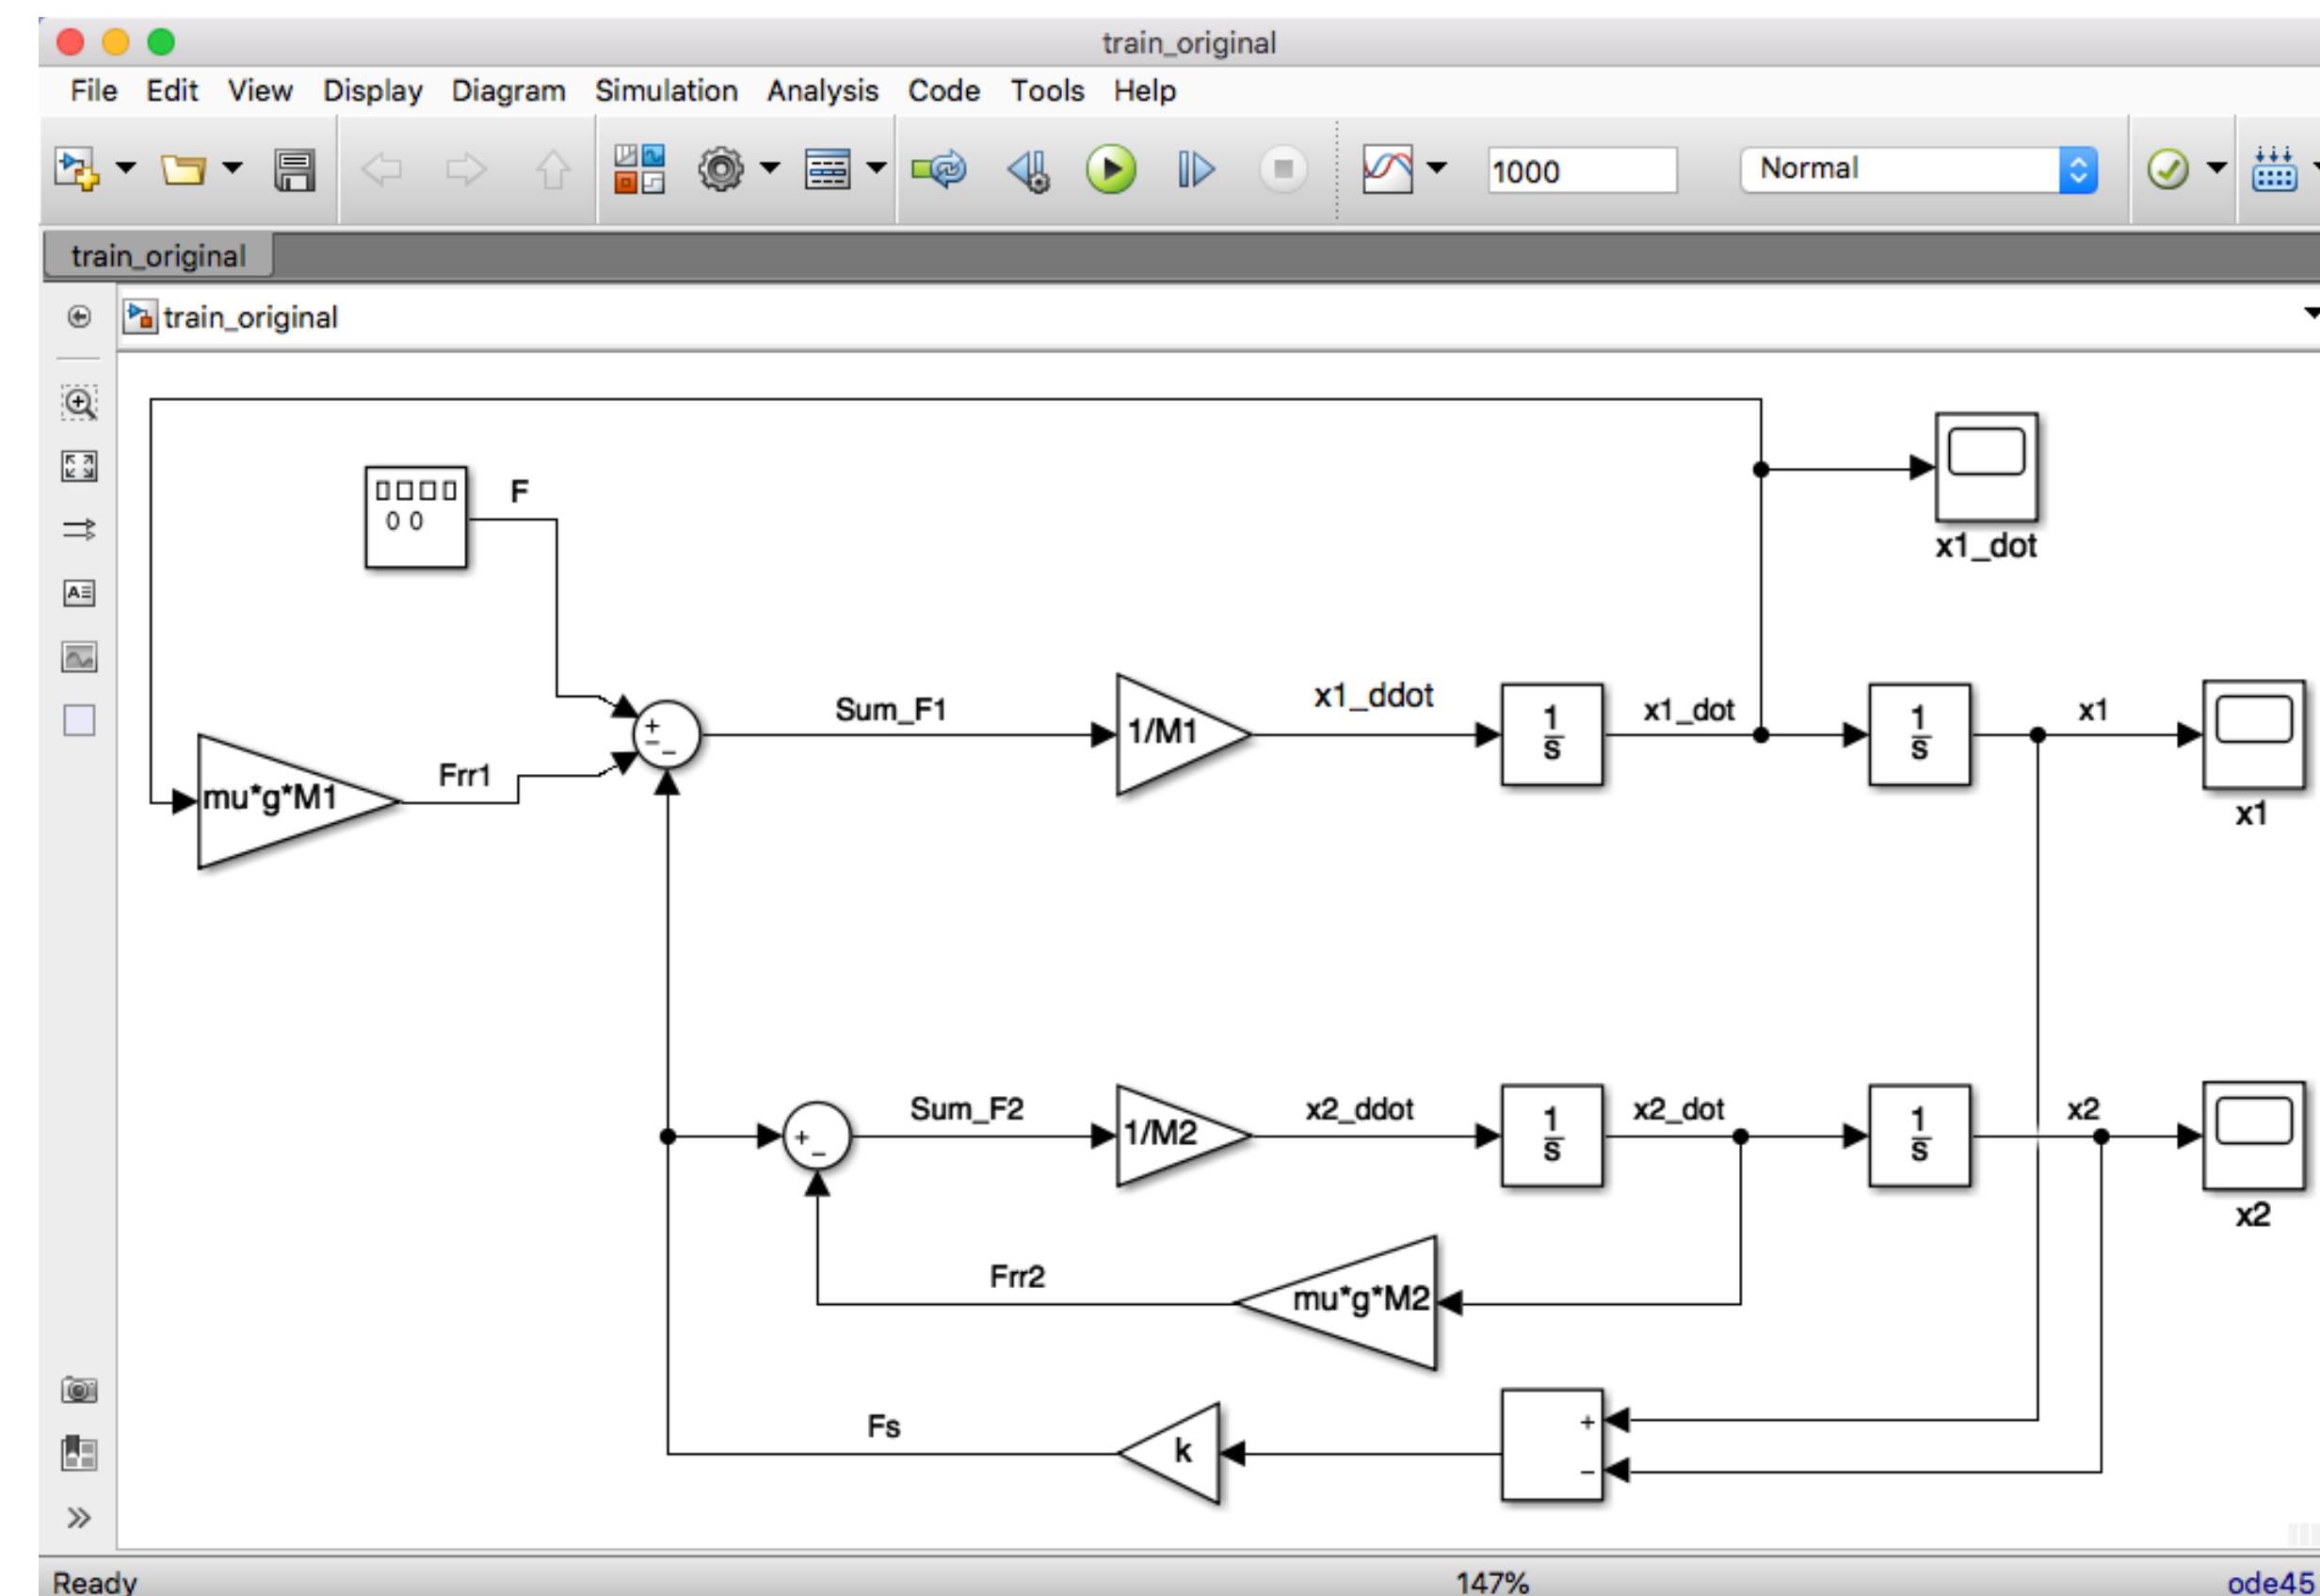 train_original
File Edit View Display Diagram Simulation Analysis Code Tools Help
1000 Normal
train_original
train_original
F
0 0
x1_dot
Sum_F1
1/M1
x1_ddot
1
s
x1_dot
1
s
x1
x1
+
−
−
Frr1
mu*g*M1
Sum_F2
1/M2
x2_ddot
1
s
x2_dot
1
s
x2
x2
+
−
Frr2
mu*g*M2
Fs
k
+
−
Ready 147% ode45